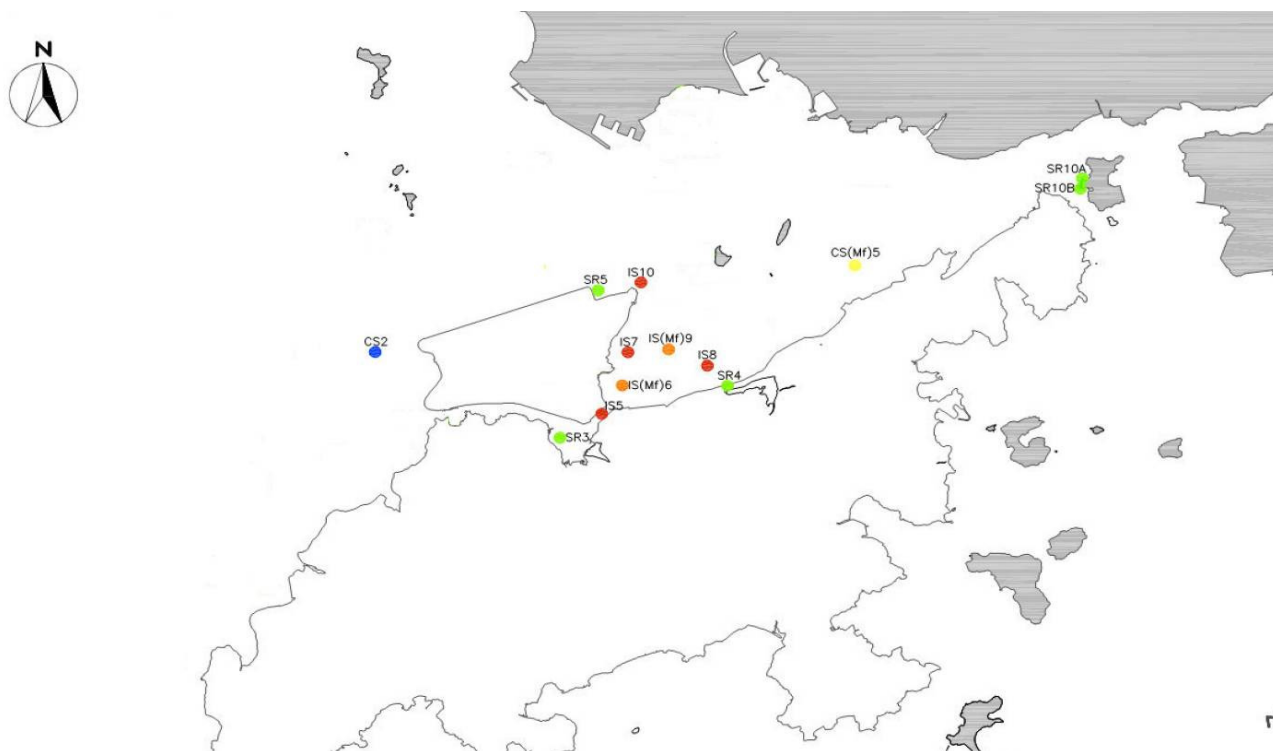 N
SR10A
SR10B
CS(Mf)5
SR5
IS10
CS2
IS7
IS(Mf)9
IS8
IS(Mf)6
SR4
IS5
SR3